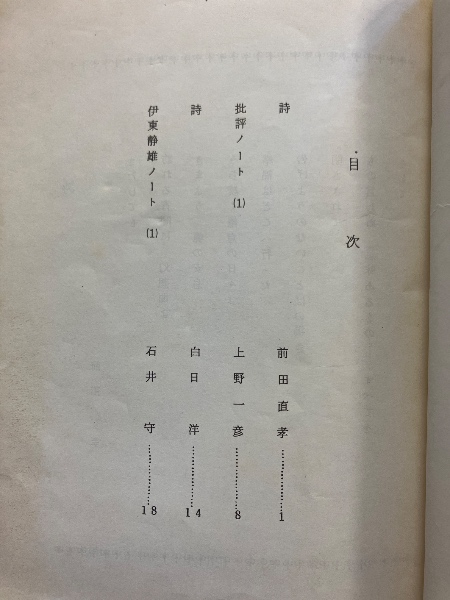 目次
詩 前田直孝………………1
批評ノート (1) 上野一彦………………8
詩 白日 洋………………14
伊東静雄ノート (1) 石井 守………………18